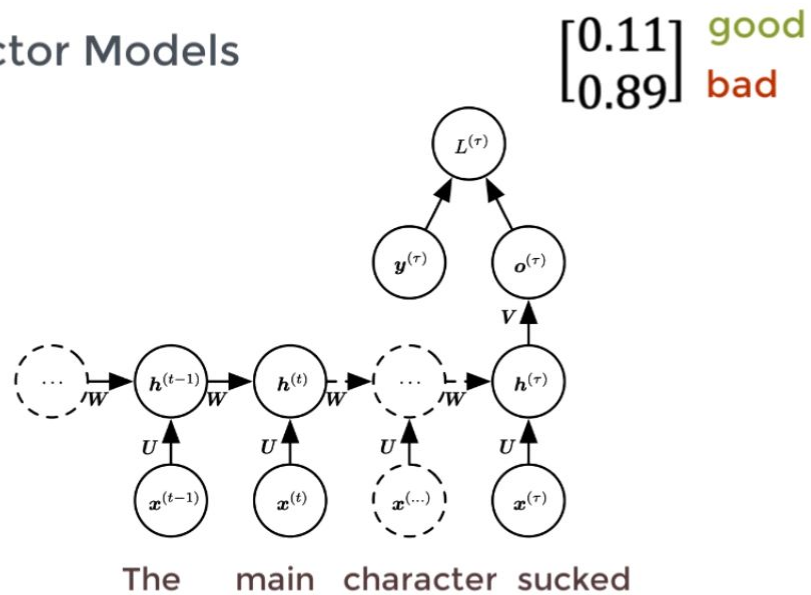 ctor Models
[0.11] good
[0.89] bad
L^(τ)
y^(τ) o^(τ)
V
... h^(t−1) h^(t) ... h^(τ)
W W W W
U U U U
x^(t−1) x^(t) x^(...) x^(τ)
The main character sucked